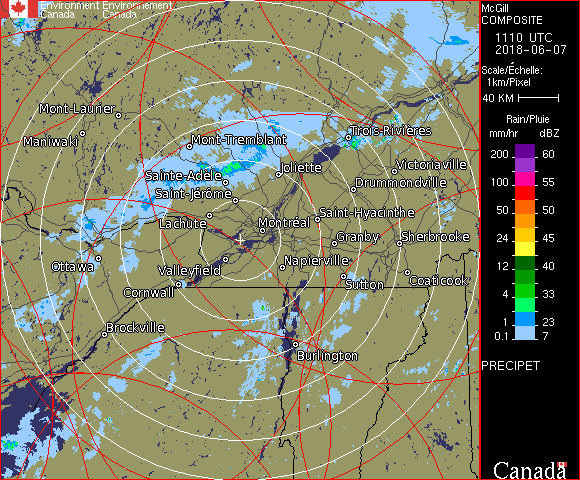 Environment Environnement
Canada Canada
McGill
COMPOSITE
1110 UTC
2018-06-07
Scale/Échelle:
1km/Pixel
40 KM
Rain/Pluie
mm/hr dBZ
200 60
192 57
100 55
50 50
24 45
12 40
4 33
1 23
0.1 7
PRECIPET
Canada
Mont-Laurier
Maniwaki
Mont-Tremblant
Trois-Rivières
Sainte-Adèle
Joliette
Victoriaville
Saint-Jérôme
Drummondville
Lachute
Saint-Hyacinthe
Montréal
Granby
Sherbrooke
Ottawa
Valleyfield
Napierville
Cornwall
Sutton
Coaticook
Brockville
Burlington